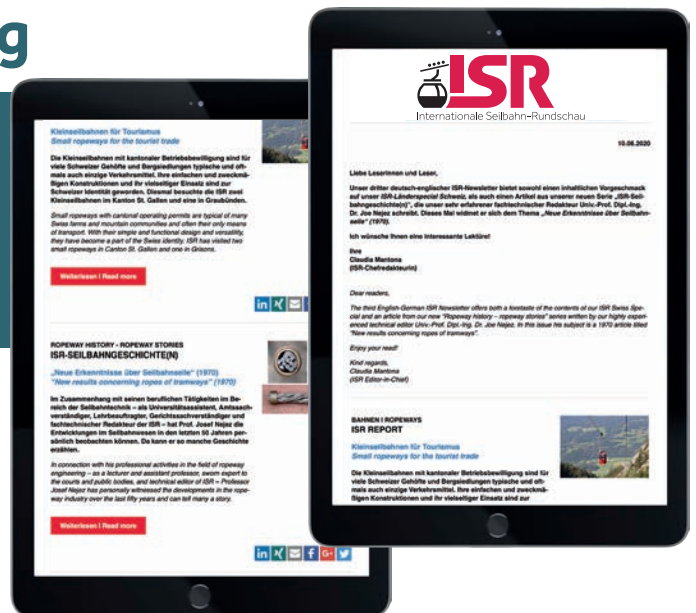 g
Kleinseilbahnen für Tourismus
Small ropeways for the tourist trade
Die Kleinseilbahnen mit kantonaler Betriebsbewilligung sind für
viele Schweizer Gehöfte und Bergsiedlungen typische und oft-
mals auch einzige Verkehrsmittel. Ihre einfachen und zweckmä-
ßigen Konstruktionen und ihr vielseitiger Einsatz sind zur
Schweizer Identität geworden. Diesmal besuchte die ISR zwei
Kleinseilbahnen im Kanton St. Gallen und eine in Graubünden.
Small ropeways with cantonal operating permits are typical of many
Swiss farms and mountain communities and often their only means
of transport. With their simple and functional design and versatility,
they have become a part of the Swiss identity. ISR has visited two
small ropeways in Canton St. Gallen and one in Grisons.
Weiterlesen I Read more
in
ROPEWAY HISTORY - ROPEWAY STORIES
ISR-SEILBAHNGESCHICHTE(N)
„Neue Erkenntnisse über Seilbahnseile“ (1970)
"New results concerning ropes of tramways" (1970)
Im Zusammenhang mit seinen beruflichen Tätigkeiten im Be-
reich der Seilbahntechnik – als Universitätsassistent, Amtssach-
verständiger, Lehrbeauftragter, Gerichtssachverständiger und
fachtechnischer Redakteur der ISR – hat Prof. Josef Nejez die
Entwicklungen im Seilbahnwesen in den letzten 50 Jahren per-
sönlich beobachten können. Da kann er so manche Geschichte
erzählen.
In connection with his professional activities in the field of ropeway
engineering – as a lecturer and assistant professor, sworn expert to
the courts and public bodies, and technical editor of ISR – Professor
Josef Nejez has personally witnessed the developments in the rope-
way industry over the last fifty years and can tell many a story.
Weiterlesen I Read more
in f G+
ISR
Internationale Seilbahn-Rundschau
10.08.2020
Liebe Leserinnen und Leser,
Unser dritter deutsch-englischer ISR-Newsletter bietet sowohl einen inhaltlichen Vorgeschmack
auf unser ISR-Länderspecial Schweiz, als auch einen Artikel aus unserer neuen Serie „ISR-Seil-
bahngeschichte(n)“, die unser sehr erfahrener fachtechnischer Redakteur Univ.-Prof. Dipl.-Ing.
Dr. Joe Nejez schreibt. Dieses Mal widmet er sich dem Thema „Neue Erkenntnisse über Seilbahn-
seile“ (1970).
Ich wünsche Ihnen eine interessante Lektüre!
Ihre
Claudia Mantona
(ISR-Chefredakteurin)
Dear readers,
The third English-German ISR Newsletter offers both a foretaste of the contents of our ISR Swiss Spe-
cial and an article from our new "Ropeway history – ropeway stories" series written by our highly experi-
enced technical editor Univ.-Prof. Dipl.-Ing. Dr. Joe Nejez. In this issue his subject is a 1970 article titled
"New results concerning ropes of tramways".
Enjoy your read!
Kind regards,
Claudia Mantona
(ISR Editor-in-Chief)
BAHNEN I ROPEWAYS
ISR REPORT
Kleinseilbahnen für Tourismus
Small ropeways for the tourist trade
Die Kleinseilbahnen mit kantonaler Betriebsbewilligung sind für
viele Schweizer Gehöfte und Bergsiedlungen typische und oft-
mals auch einzige Verkehrsmittel. Ihre einfachen und zweckmä-
ßigen Konstruktionen und ihr vielseitiger Einsatz sind zur